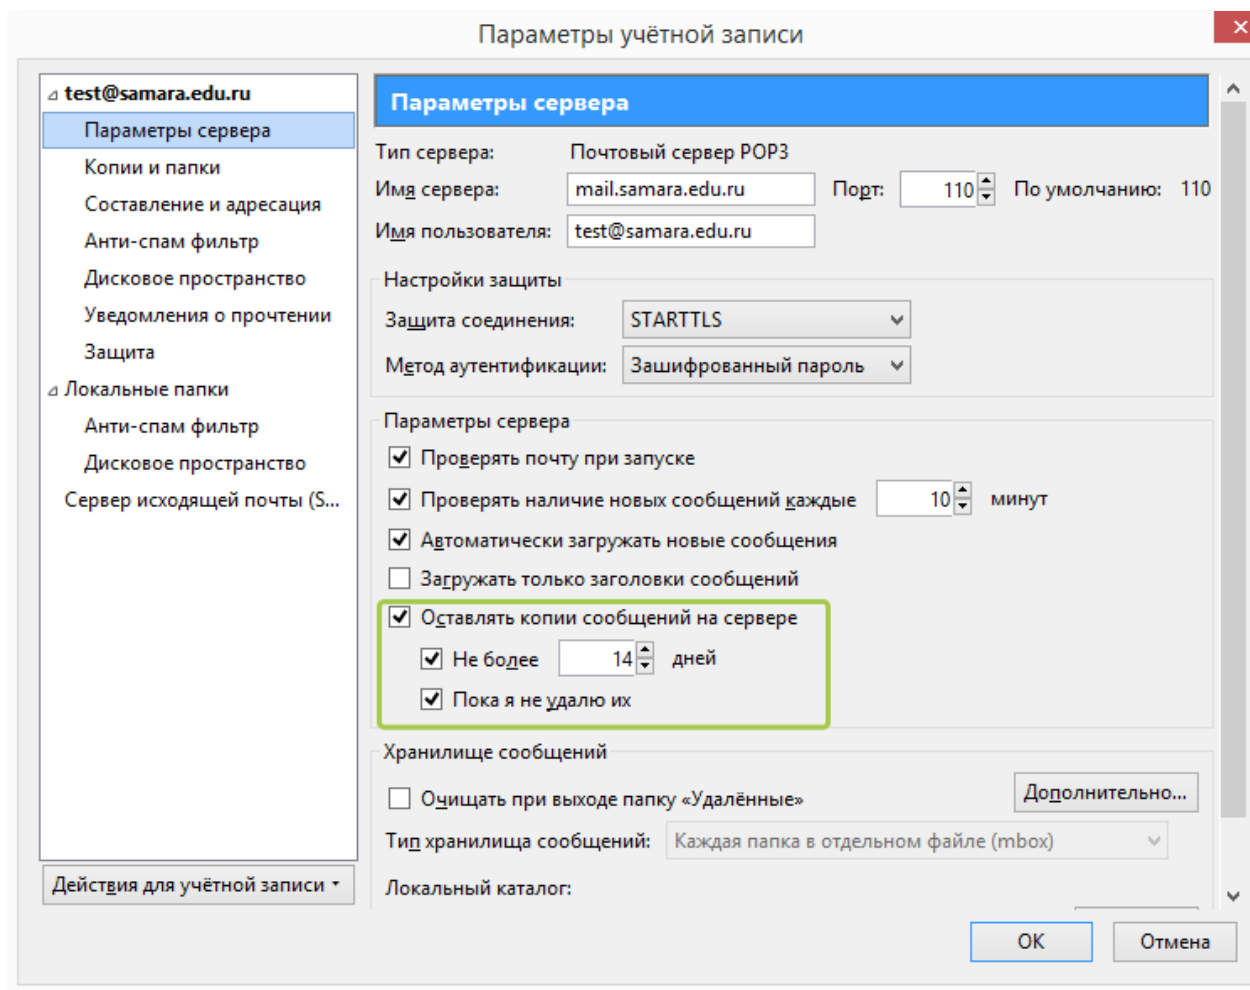 Параметры учётной записи
test@samara.edu.ru
Параметры сервера
Копии и папки
Составление и адресация
Анти-спам фильтр
Дисковое пространство
Уведомления о прочтении
Защита
Локальные папки
Анти-спам фильтр
Дисковое пространство
Сервер исходящей почты (S...
Действия для учётной записи
Параметры сервера
Тип сервера: Почтовый сервер POP3
Имя сервера: mail.samara.edu.ru Порт: 110 По умолчанию: 110
Имя пользователя: test@samara.edu.ru
Настройки защиты
Защита соединения: STARTTLS
Метод аутентификации: Зашифрованный пароль
Параметры сервера
Проверять почту при запуске
Проверять наличие новых сообщений каждые 10 минут
Автоматически загружать новые сообщения
Загружать только заголовки сообщений
Оставлять копии сообщений на сервере
Не более 14 дней
Пока я не удалю их
Хранилище сообщений
Очищать при выходе папку «Удалённые» Дополнительно...
Тип хранилища сообщений: Каждая папка в отдельном файле (mbox)
Локальный каталог:
ОК Отмена